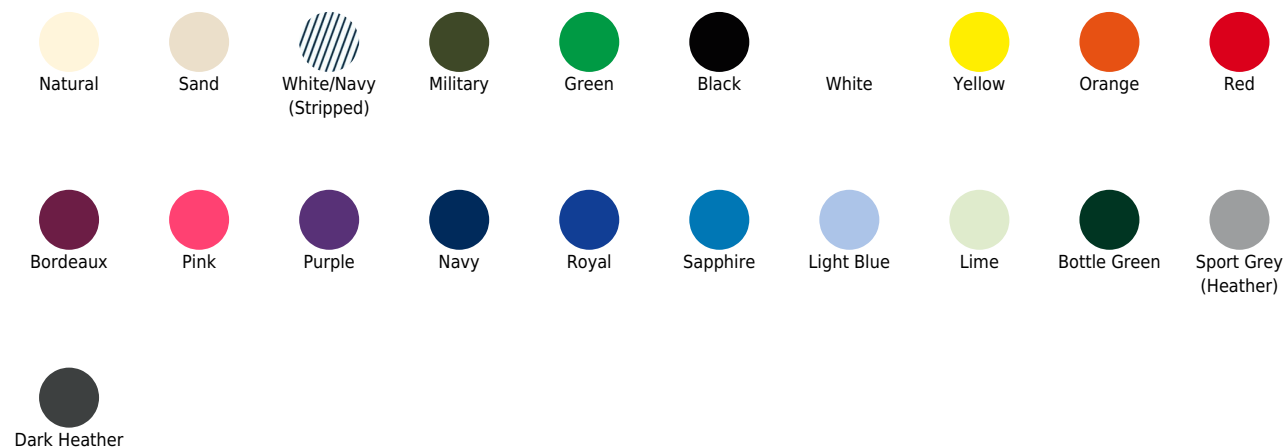 Natural
Sand
White/Navy
(Stripped)
Military
Green
Black
White
Yellow
Orange
Red
Bordeaux
Pink
Purple
Navy
Royal
Sapphire
Light Blue
Lime
Bottle Green
Sport Grey
(Heather)
Dark Heather